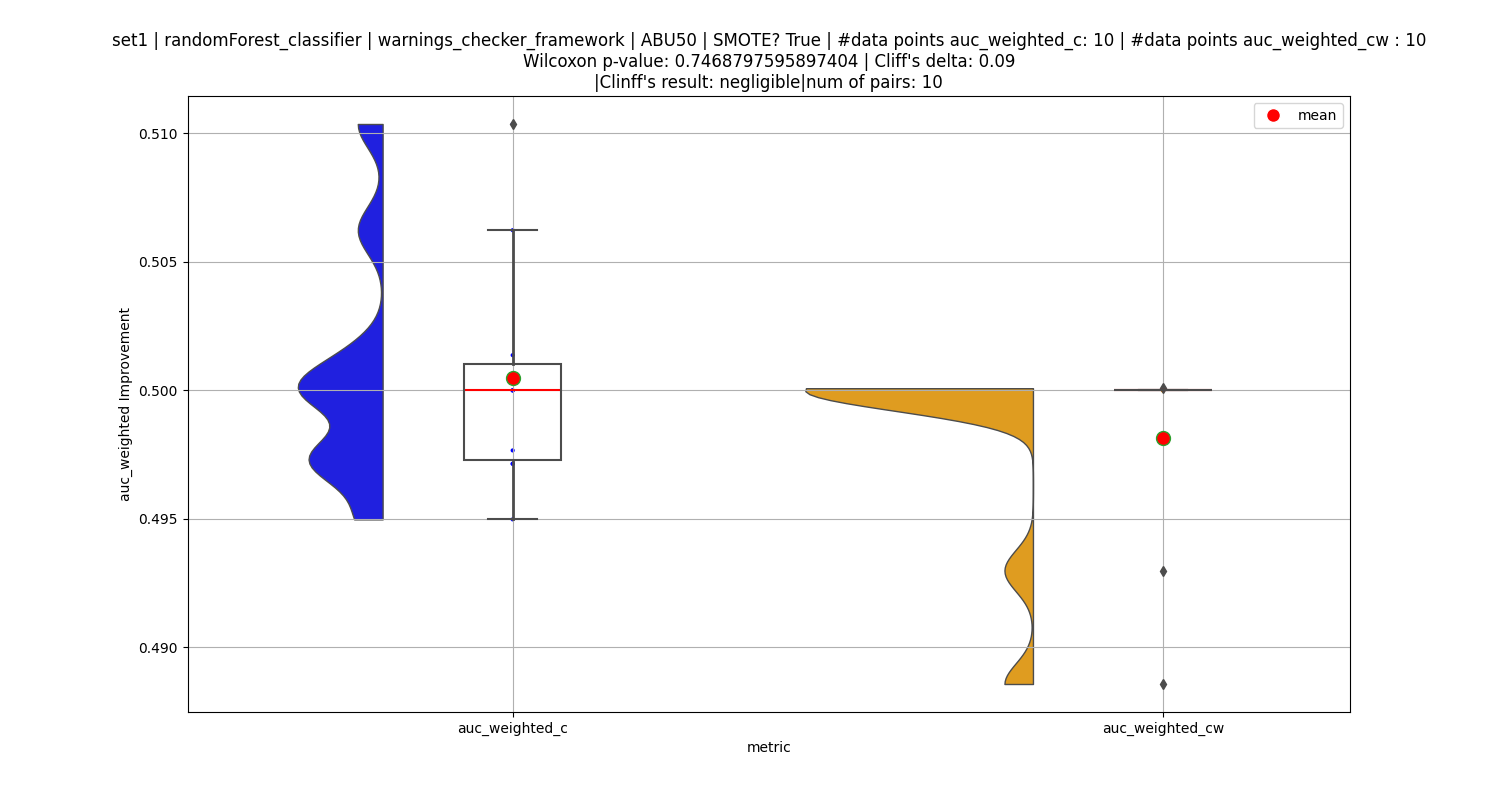 set1 | randomForest_classifier | warnings_checker_framework | ABU50 | SMOTE? True | #data points auc_weighted_c: 10 | #data points auc_weighted_cw : 10
Wilcoxon p-value: 0.7468797595897404 | Cliff's delta: 0.09
|Clinff's result: negligible|num of pairs: 10
mean
0.510
0.505
0.500
0.495
0.490
auc_weighted Improvement
auc_weighted_c
auc_weighted_cw
metric